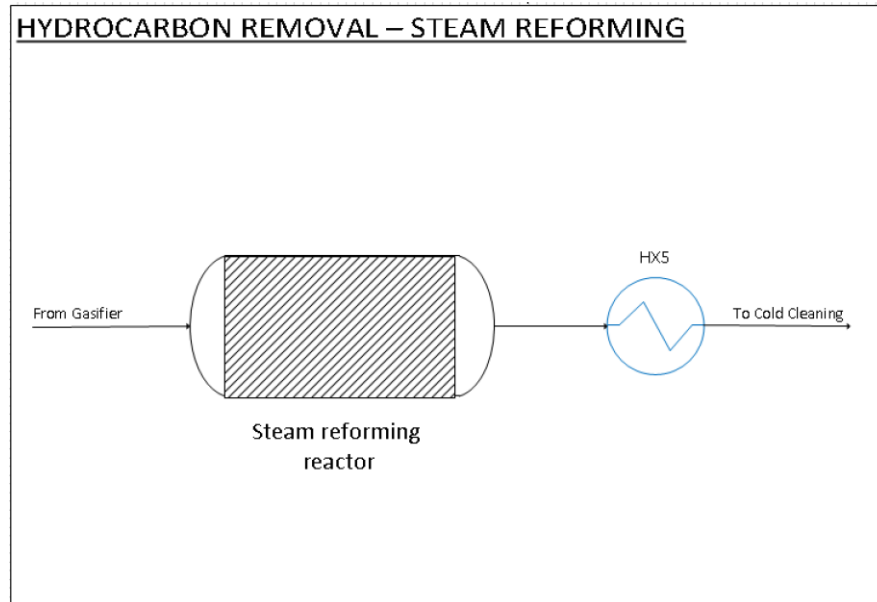 HYDROCARBON REMOVAL – STEAM REFORMING
HX5
From Gasifier
To Cold Cleaning
Steam reforming
reactor